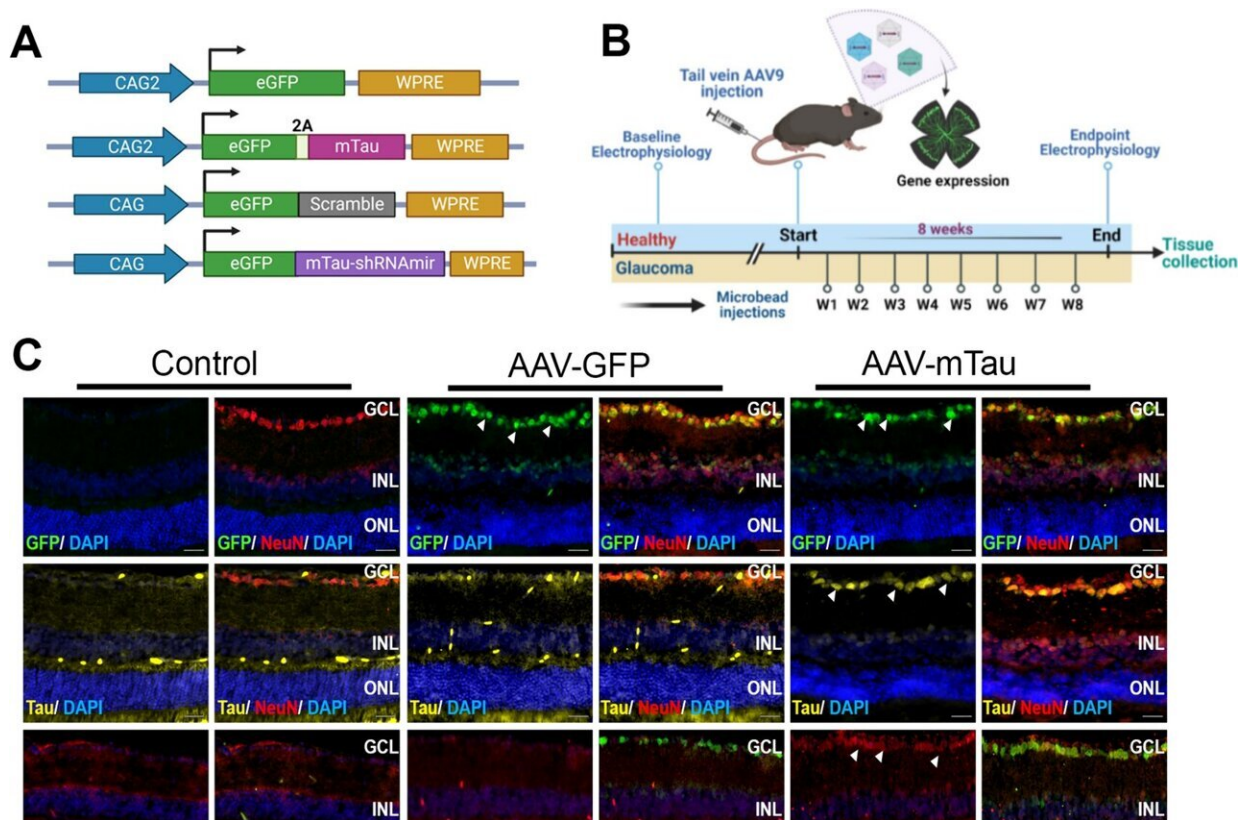 A
CAG2 eGFP WPRE
2A
CAG2 eGFP mTau WPRE
CAG eGFP Scramble WPRE
CAG eGFP mTau-shRNAmir WPRE
B
Tail vein AAV9
injection
Baseline
Electrophysiology
Gene expression
Endpoint
Electrophysiology
Healthy Start 8 weeks End
Glaucoma
Tissue
collection
Microbead
injections
W1 W2 W3 W4 W5 W6 W7 W8
C
Control AAV-GFP AAV-mTau
GCL GCL GCL
INL INL INL
ONL ONL ONL
GFP/ DAPI GFP/ NeuN/ DAPI GFP/ DAPI GFP/ NeuN/ DAPI GFP/ DAPI GFP/ NeuN/ DAPI
GCL GCL GCL
INL INL INL
ONL ONL ONL
Tau/ DAPI Tau/ NeuN/ DAPI Tau/ DAPI Tau/ NeuN/ DAPI Tau/ DAPI Tau/ NeuN/ DAPI
GCL GCL GCL
INL INL INL